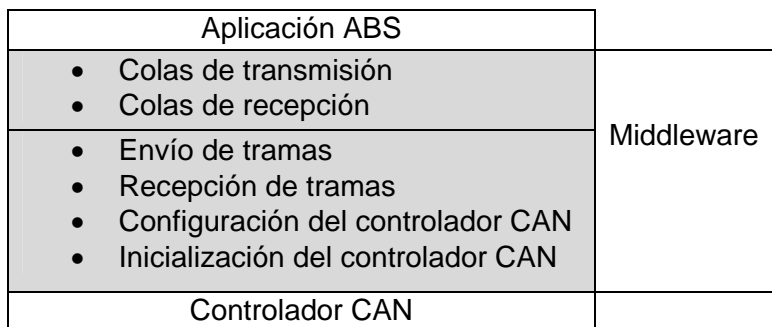 Aplicación ABS
• Colas de transmisión
• Colas de recepción
Middleware
• Envío de tramas
• Recepción de tramas
• Configuración del controlador CAN
• Inicialización del controlador CAN
Controlador CAN